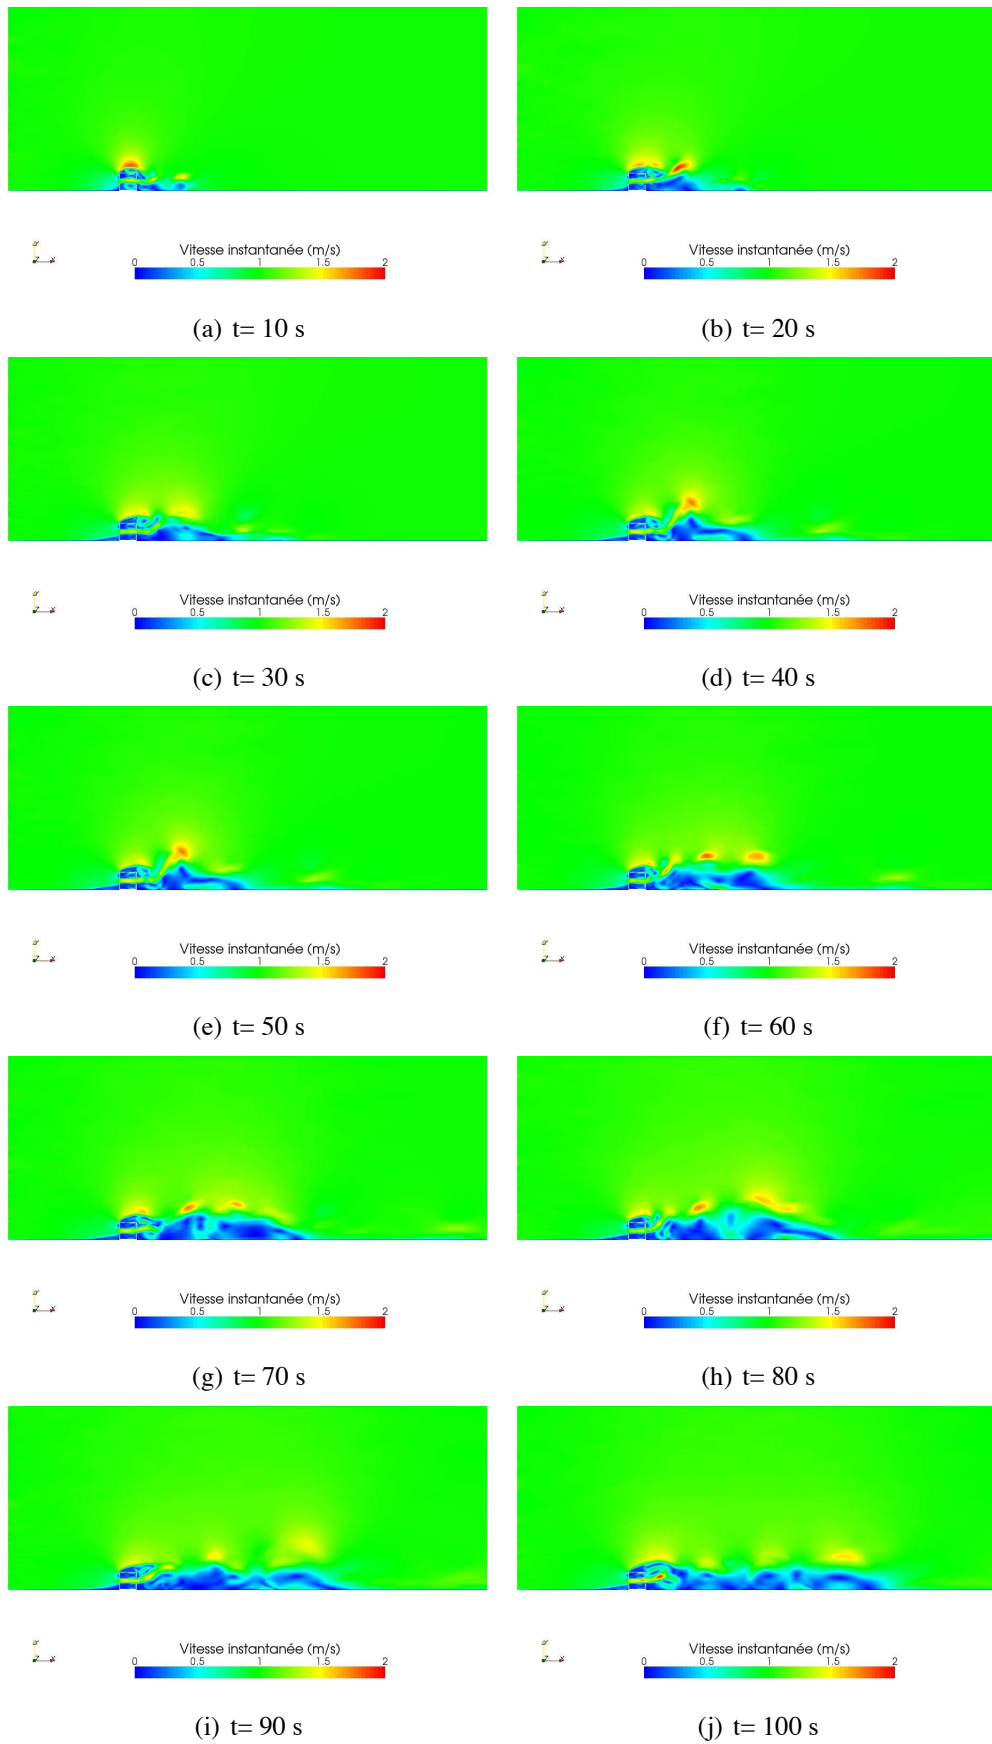 Vitesse instantanée (m/s)
0 0.5 1 1.5 2
Vitesse instantanée (m/s)
0 0.5 1 1.5 2
(a) t= 10 s
(b) t= 20 s
Vitesse instantanée (m/s)
0 0.5 1 1.5 2
Vitesse instantanée (m/s)
0 0.5 1 1.5 2
(c) t= 30 s
(d) t= 40 s
Vitesse instantanée (m/s)
0 0.5 1 1.5 2
Vitesse instantanée (m/s)
0 0.5 1 1.5 2
(e) t= 50 s
(f) t= 60 s
Vitesse instantanée (m/s)
0 0.5 1 1.5 2
Vitesse instantanée (m/s)
0 0.5 1 1.5 2
(g) t= 70 s
(h) t= 80 s
Vitesse instantanée (m/s)
0 0.5 1 1.5 2
Vitesse instantanée (m/s)
0 0.5 1 1.5 2
(i) t= 90 s
(j) t= 100 s